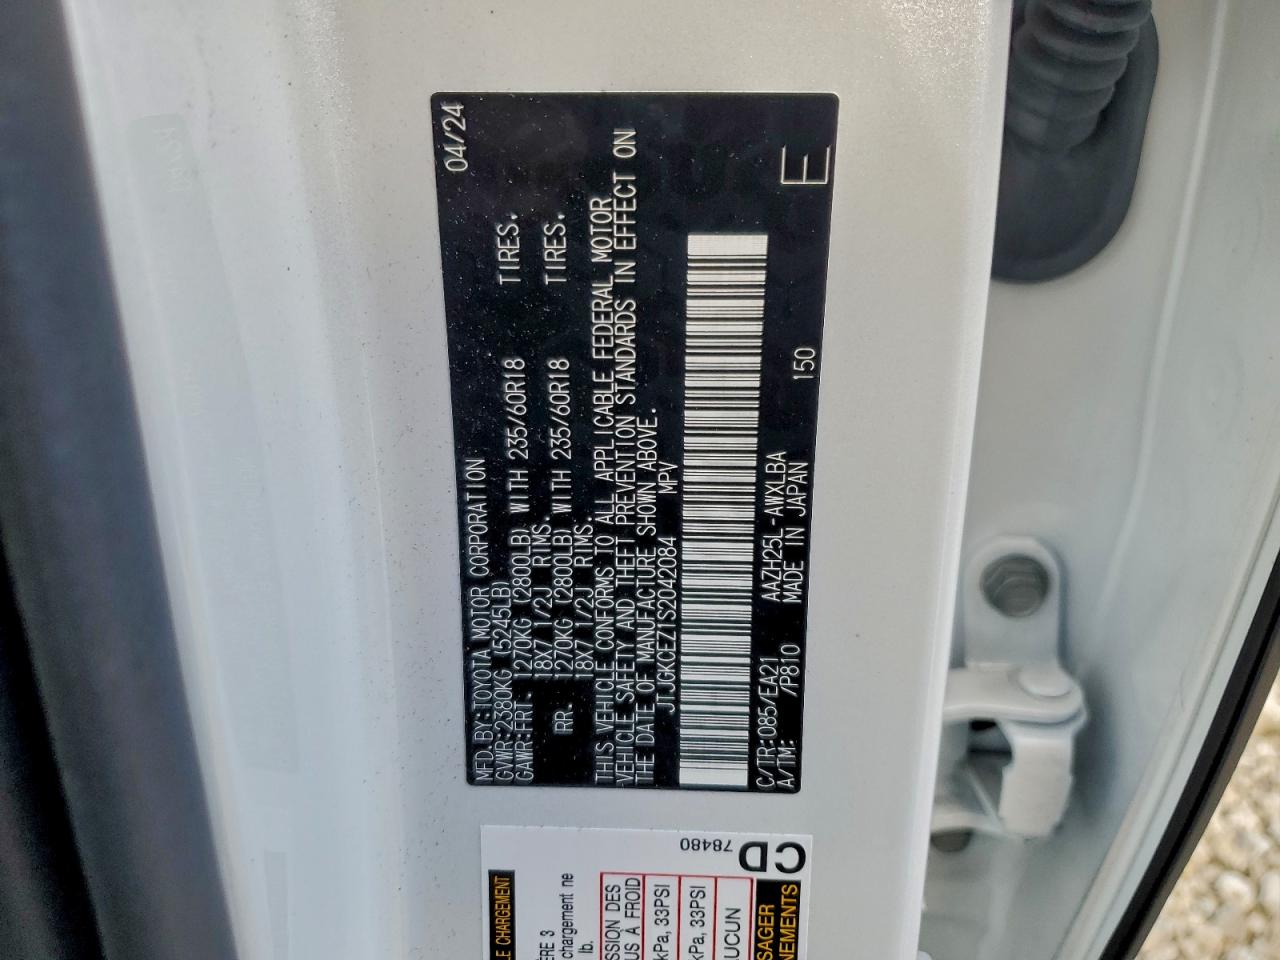 MFD.BY:TOYOTA MOTOR CORPORATION 04/24
GVWR:2380KG (5245LB)
GAWR:FRT. 1270KG (2800LB) WITH 235/60R18 TIRES.
18X7 1/2J RIMS.
RR. 1270KG (2800LB) WITH 235/60R18 TIRES.
18X7 1/2J RIMS.
THIS VEHICLE CONFORMS TO ALL APPLICABLE FEDERAL MOTOR
VEHICLE SAFETY AND THEFT PREVENTION STANDARDS IN EFFECT ON
THE DATE OF MANUFACTURE SHOWN ABOVE.
JTJGKCEZ1S2042084 MPV
C/TR:085/EA21 AAZH25L-AWXLBA
A/TM: /P810 MADE IN JAPAN 150 E
78480
CD
LE CHARGEMENT
ÈRE 3
chargement ne
lb.
SSION DES
US À FROID
kPa, 33PSI
kPa, 33PSI
UCUN
SAGER
NEMENTS